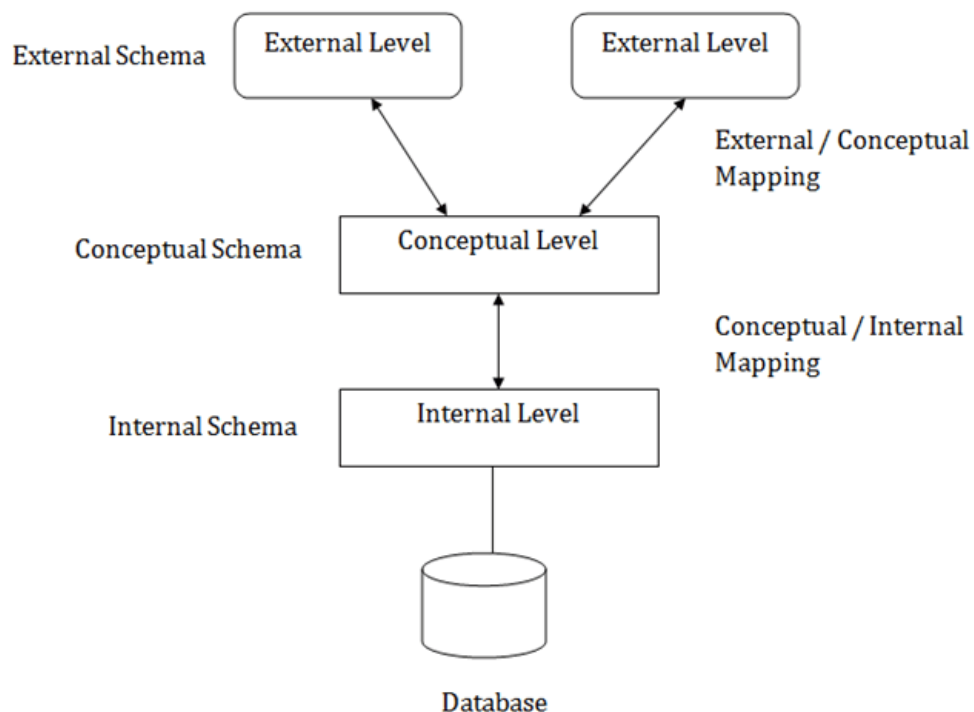 External Schema
External Level
External Level
External / Conceptual
Mapping
Conceptual Schema
Conceptual Level
Conceptual / Internal
Mapping
Internal Schema
Internal Level
Database